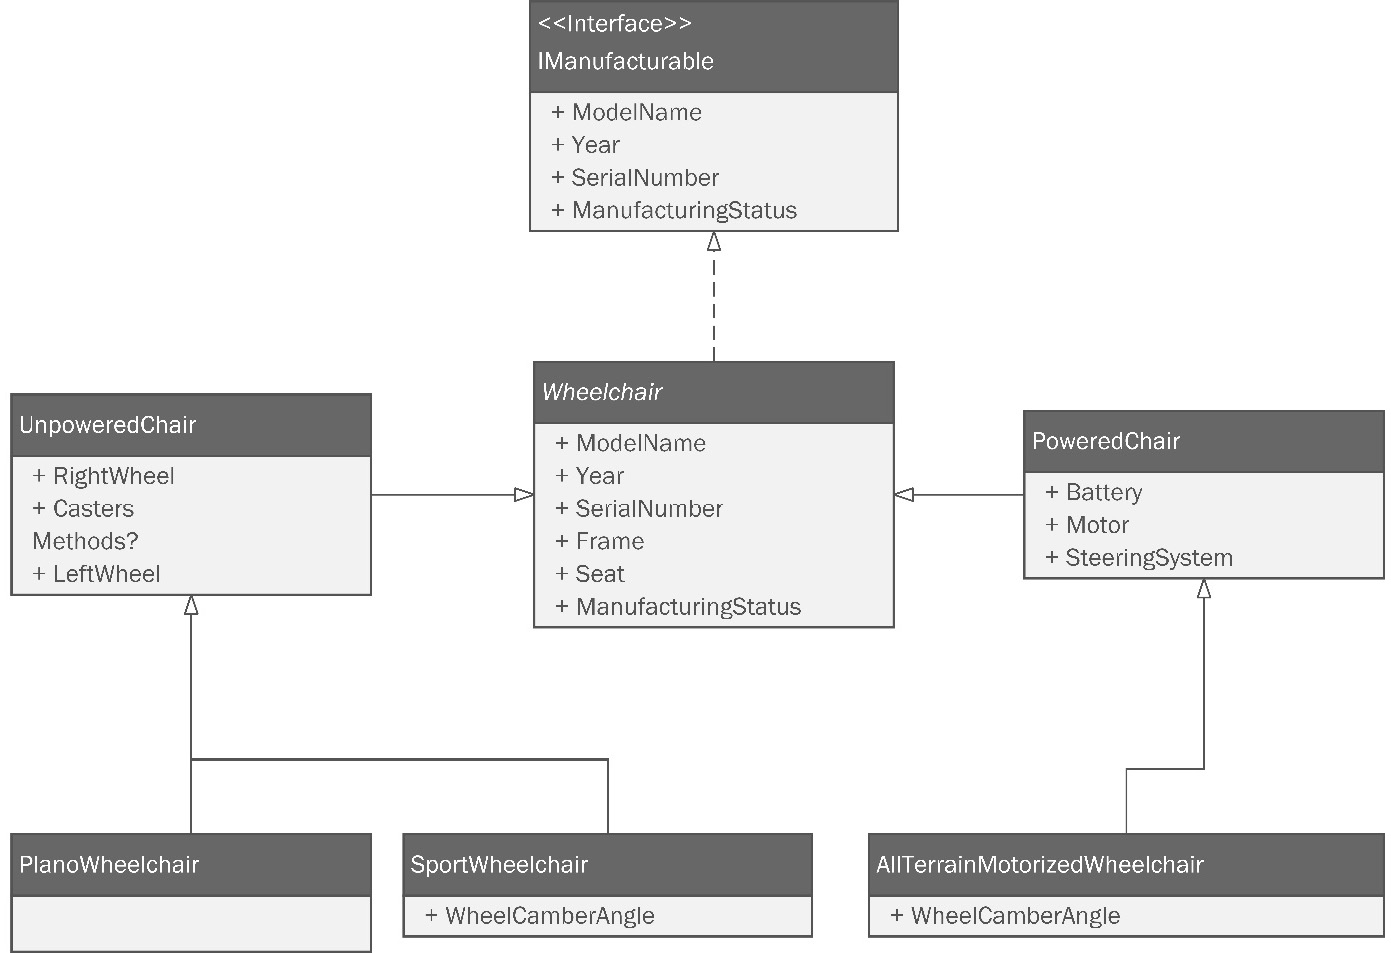 <<Interface>>
IManufacturable
+ ModelName
+ Year
+ SerialNumber
+ ManufacturingStatus
UnpoweredChair
+ RightWheel
+ Casters
Methods?
+ LeftWheel
Wheelchair
+ ModelName
+ Year
+ SerialNumber
+ Frame
+ Seat
+ ManufacturingStatus
PoweredChair
+ Battery
+ Motor
+ SteeringSystem
PlanoWheelchair
SportWheelchair
+ WheelCamberAngle
AllTerrainMotorizedWheelchair
+ WheelCamberAngle